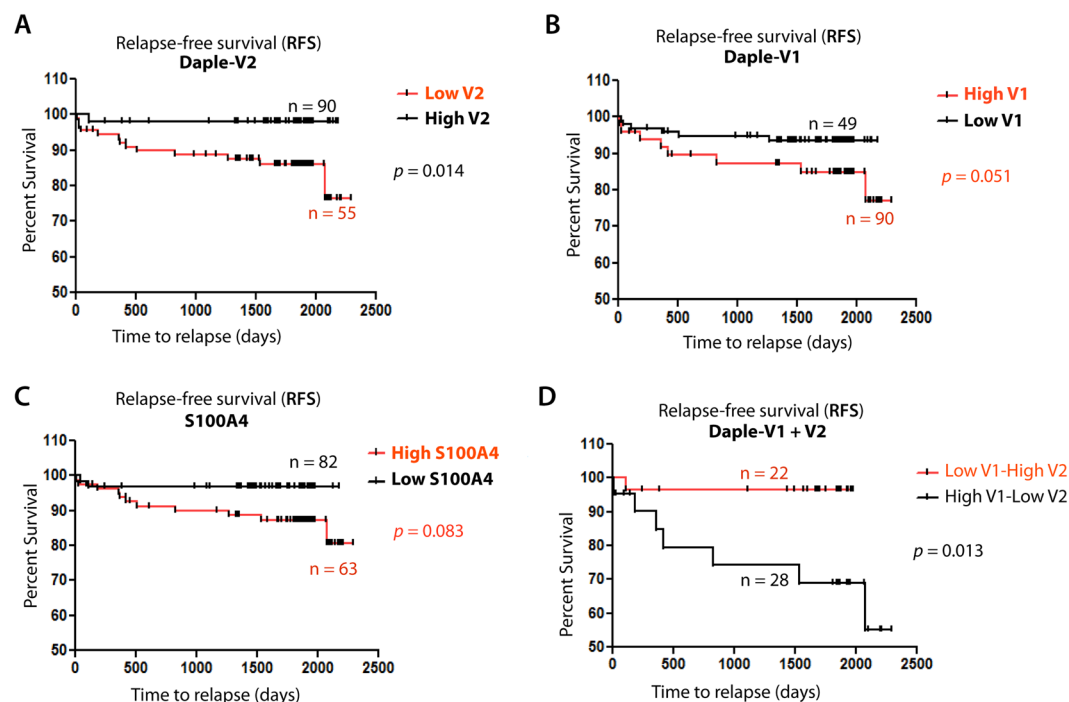 A
Relapse-free survival (RFS)
Daple-V2
110
100
90
80
70
60
50
0
500
1000
1500
2000
2500
Percent Survival
Time to relapse (days)
n = 90
n = 55
Low V2
High V2
p = 0.014
B
Relapse-free survival (RFS)
Daple-V1
110
100
90
80
70
60
50
0
500
1000
1500
2000
2500
Percent Survival
Time to relapse (days)
n = 49
n = 90
High V1
Low V1
p = 0.051
C
Relapse-free survival (RFS)
S100A4
110
100
90
80
70
60
50
0
500
1000
1500
2000
2500
Percent Survival
Time to relapse (days)
n = 82
n = 63
High S100A4
Low S100A4
p = 0.083
D
Relapse-free survival (RFS)
Daple-V1 + V2
110
100
90
80
70
60
50
0
500
1000
1500
2000
2500
Percent Survival
Time to relapse (days)
n = 22
n = 28
Low V1-High V2
High V1-Low V2
p = 0.013